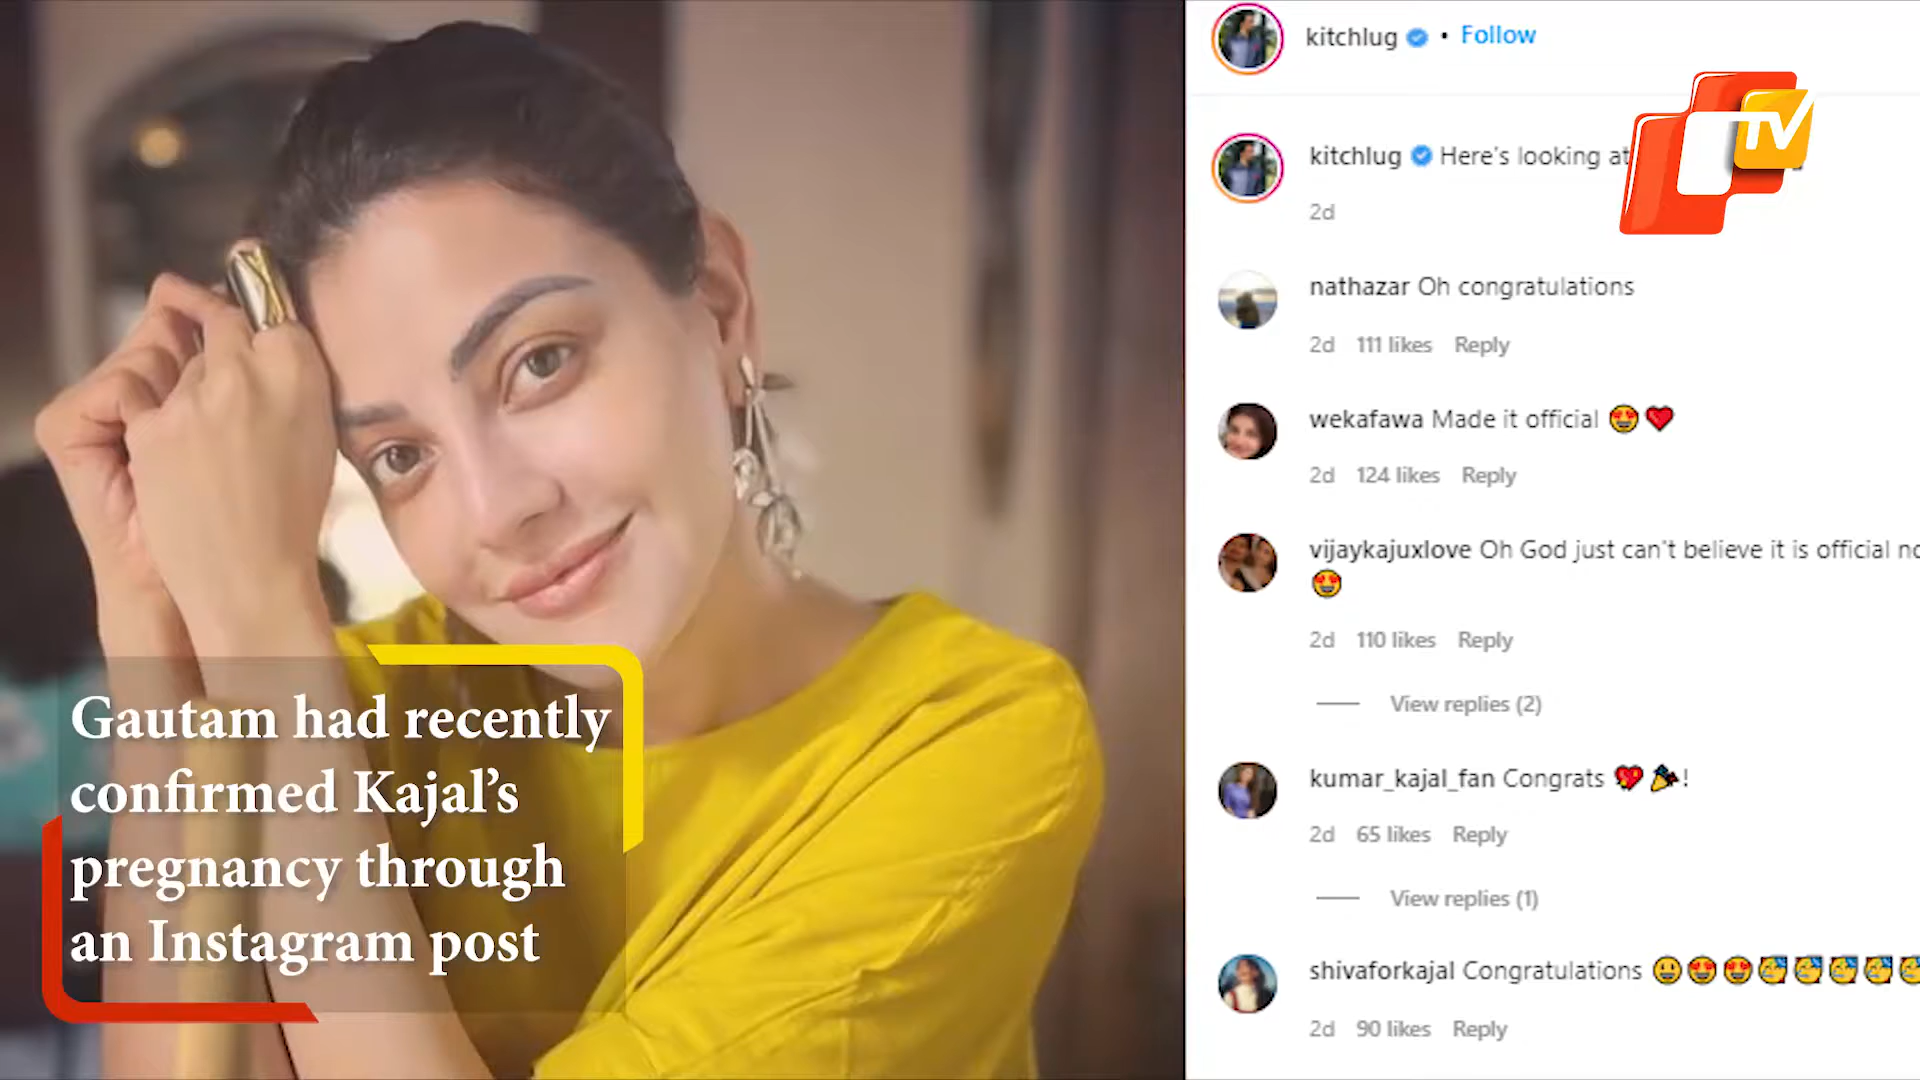 kitchlug • Follow
kitchlug Here's looking at
2d
TV
nathazar Oh congratulations
2d 111 likes Reply
wekafawa Made it official 😍❤️
2d 124 likes Reply
vijaykajuxlove Oh God just can't believe it is official
😍
2d 110 likes Reply
View replies (2)
kumar_kajal_fan Congrats 💖🎉!
2d 65 likes Reply
View replies (1)
shivaforkajal Congratulations 😃😍😍🥳🥳🥳🥳🥳
2d 90 likes Reply
Gautam had recently
confirmed Kajal’s
pregnancy through
an Instagram post